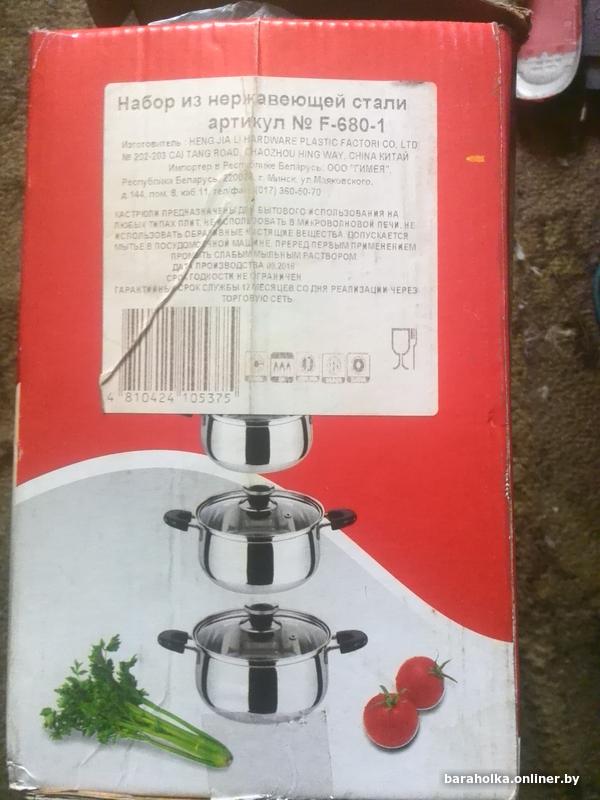 Набор из нержавеющей стали
артикул № F-680-1
Изготовитель : HENG JIA LI HARDWARE PLASTIC FACTORI CO, LTD
№ 202-203 CAI TANG ROAD, CHAOZHOU HING WAY, CHINA КИТАЙ
Импортер в Республике Беларусь: ООО "ГИМЕЯ".
Республика Беларусь, г. Минск, ул.Маяковского,
д.144, пом. 8, каб 11, тел/факс (017) 360-50-70
КАСТРЮЛИ ПРЕДНАЗНАЧЕНЫ ДЛЯ БЫТОВОГО ИСПОЛЬЗОВАНИЯ НА
ЛЮБЫХ ТИПАХ ПЛИТ, НЕ ИСПОЛЬЗОВАТЬ В МИКРОВОЛНОВОЙ ПЕЧИ, НЕ
ИСПОЛЬЗОВАТЬ ОБРАЗИВНЫЕ ЧИСТЯЩИЕ ВЕЩЕСТВА. ДОПУСКАЕТСЯ
МЫТЬЕ В ПОСУДОМОЕЧНОЙ МАШИНЕ, ПРЕРЕД ПЕРВЫМ ПРИМЕНЕНИЕМ
ПРОМЫТЬ СЛАБЫМ МЫЛЬНЫМ РАСТВОРОМ
ДАТА ПРОИЗВОДСТВА 09.2016
СРОК ГОДНОСТИ НЕ ОГРАНИЧЕН
ГАРАНТИЙНЫЙ СРОК СЛУЖБЫ 12 МЕСЯЦЕВ СО ДНЯ РЕАЛИЗАЦИИ ЧЕРЕЗ
ТОРГОВУЮ СЕТЬ
4 810424 105375
baraholka.onliner.by